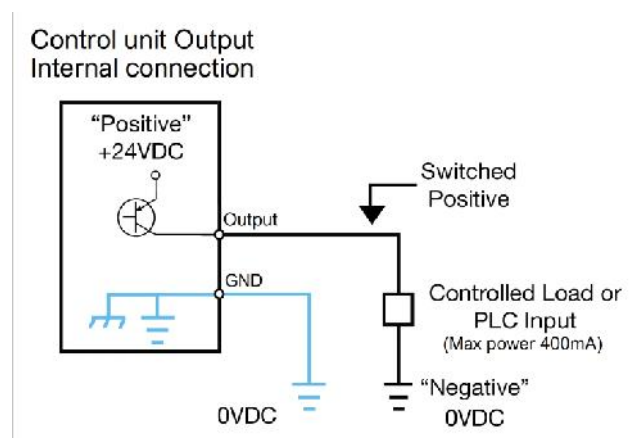 Control unit Output
Internal connection
“Positive”
+24VDC
Switched
Positive
Output
GND
Controlled Load or
PLC Input
(Max power 400mA)
“Negative”
0VDC
0VDC